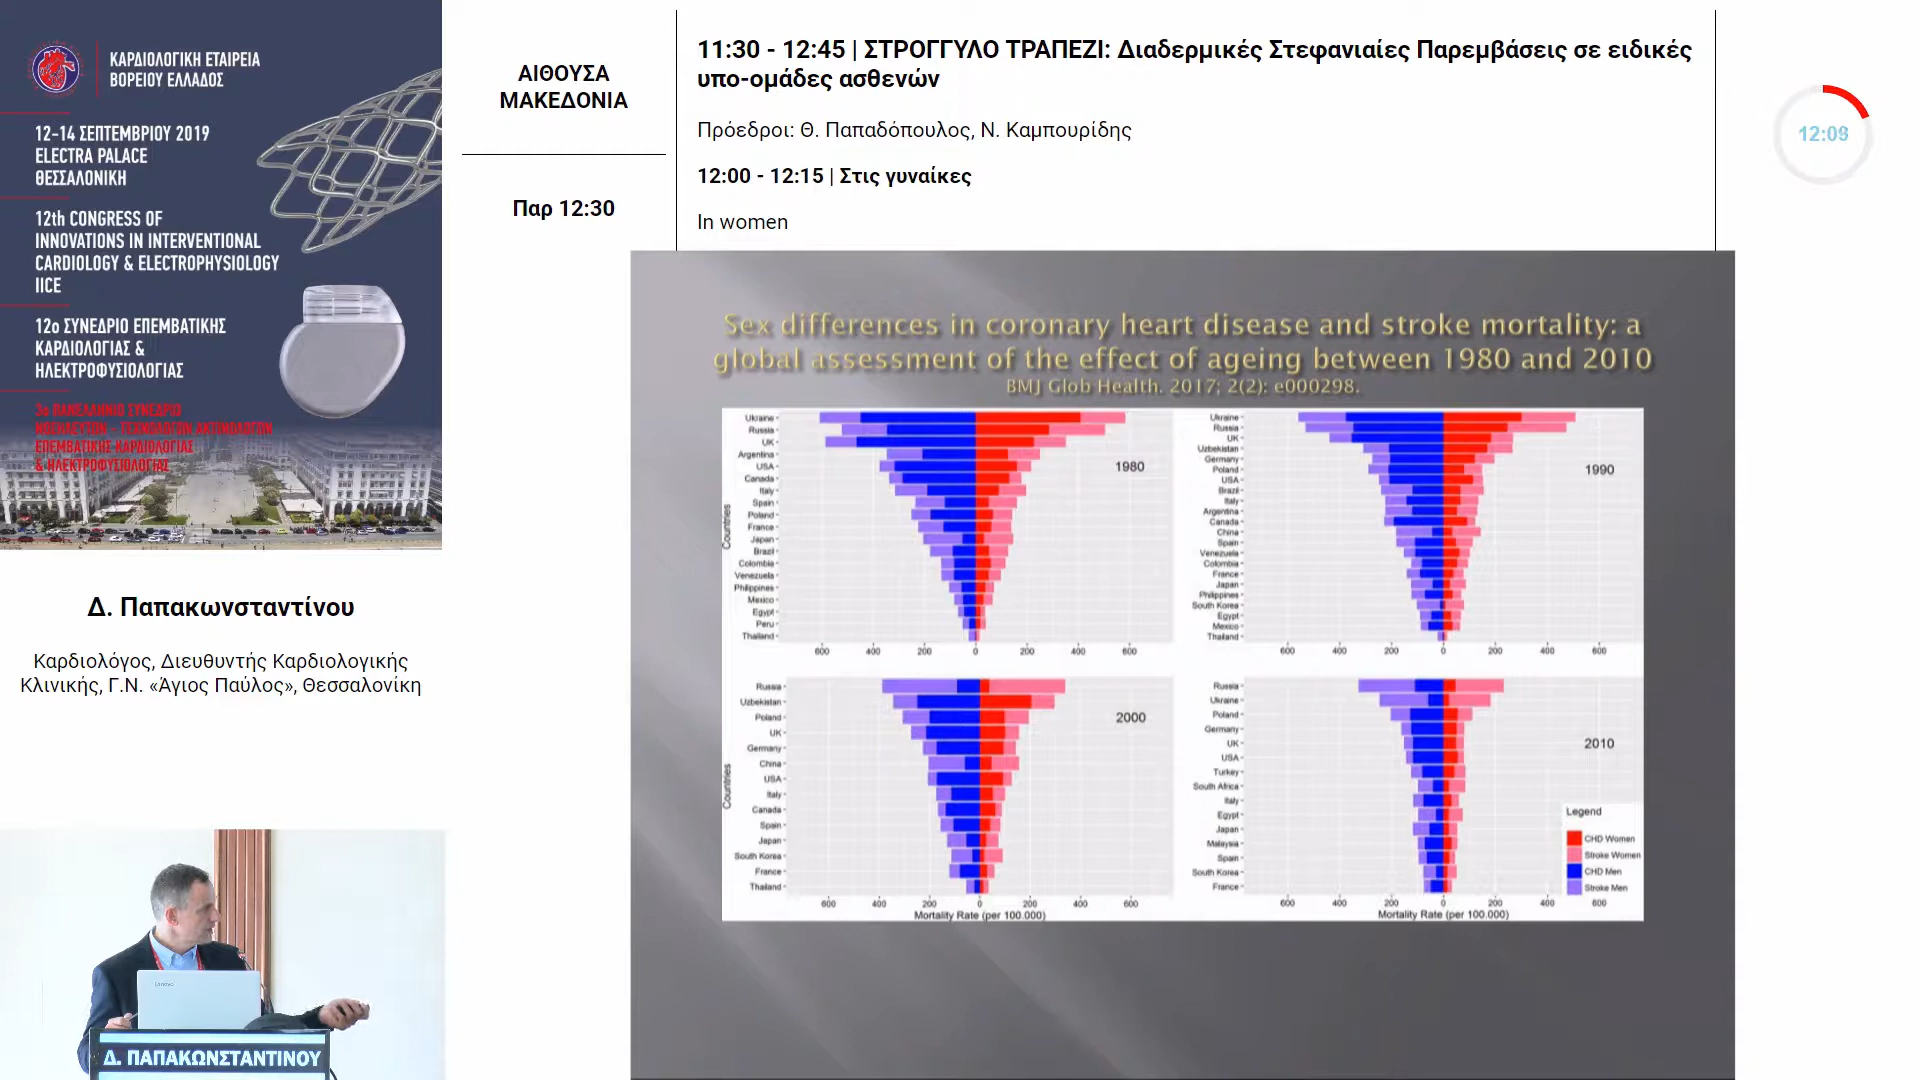 ΚΑΡΔΙΟΛΟΓΙΚΗ ΕΤΑΙΡΕΙΑ
ΒΟΡΕΙΟΥ ΕΛΛΑΔΟΣ
12-14 ΣΕΠΤΕΜΒΡΙΟΥ 2019
ELECTRA PALACE
ΘΕΣΣΑΛΟΝΙΚΗ
12th CONGRESS OF
INNOVATIONS IN INTERVENTIONAL
CARDIOLOGY & ELECTROPHYSIOLOGY
IICE
12ο ΣΥΝΕΔΡΙΟ ΕΠΕΜΒΑΤΙΚΗΣ
ΚΑΡΔΙΟΛΟΓΙΑΣ &
ΗΛΕΚΤΡΟΦΥΣΙΟΛΟΓΙΑΣ
3ο ΠΑΝΕΛΛΗΝΙΟ ΣΥΝΕΔΡΙΟ
ΝΟΣΗΛΕΥΤΩΝ - ΤΕΧΝΟΛΟΓΩΝ ΑΚΤΙΝΟΛΟΓΩΝ
ΕΠΕΜΒΑΤΙΚΗΣ ΚΑΡΔΙΟΛΟΓΙΑΣ
& ΗΛΕΚΤΡΟΦΥΣΙΟΛΟΓΙΑΣ
ΑΙΘΟΥΣΑ
ΜΑΚΕΔΟΝΙΑ
Παρ 12:30
11:30 - 12:45 | ΣΤΡΟΓΓΥΛΟ ΤΡΑΠΕΖΙ: Διαδερμικές Στεφανιαίες Παρεμβάσεις σε ειδικές
υπο-ομάδες ασθενών
Πρόεδροι: Θ. Παπαδόπουλος, Ν. Καμπουρίδης
12:00 - 12:15 | Στις γυναίκες
In women
Δ. Παπακωνσταντίνου
Καρδιολόγος, Διευθυντής Καρδιολογικής
Κλινικής, Γ.Ν. «Άγιος Παύλος», Θεσσαλονίκη
Lenovo
Δ. ΠΑΠΑΚΩΝΣΤΑΝΤΙΝΟΥ
Sex differences in coronary heart disease and stroke mortality: a
global assessment of the effect of ageing between 1980 and 2010
BMJ Glob Health. 2017; 2(2): e000298.
Countries
Ukraine
Russia
UK
Argentina
USA
Canada
Italy
Spain
Poland
France
Japan
Brazil
Colombia
Venezuela
Philippines
Mexico
Egypt
Peru
Thailand
1980
600 400 200 0 200 400 600
Ukraine
Russia
UK
Uzbekistan
Germany
Poland
USA
Brazil
Italy
Argentina
Canada
China
Spain
Venezuela
Colombia
France
Japan
Philippines
South Korea
Egypt
Mexico
Thailand
1990
600 400 200 0 200 400 600
Countries
Russia
Uzbekistan
Poland
UK
Germany
China
USA
Italy
Canada
Spain
Japan
South Korea
France
Thailand
2000
600 400 200 0 200 400 600
Mortality Rate (per 100.000)
Russia
Ukraine
Poland
Germany
UK
USA
Turkey
South Africa
Italy
Egypt
Japan
Malaysia
Spain
South Korea
France
2010
600 400 200 0 200 400 600
Mortality Rate (per 100.000)
Legend
CHD Women
Stroke Women
CHD Men
Stroke Men